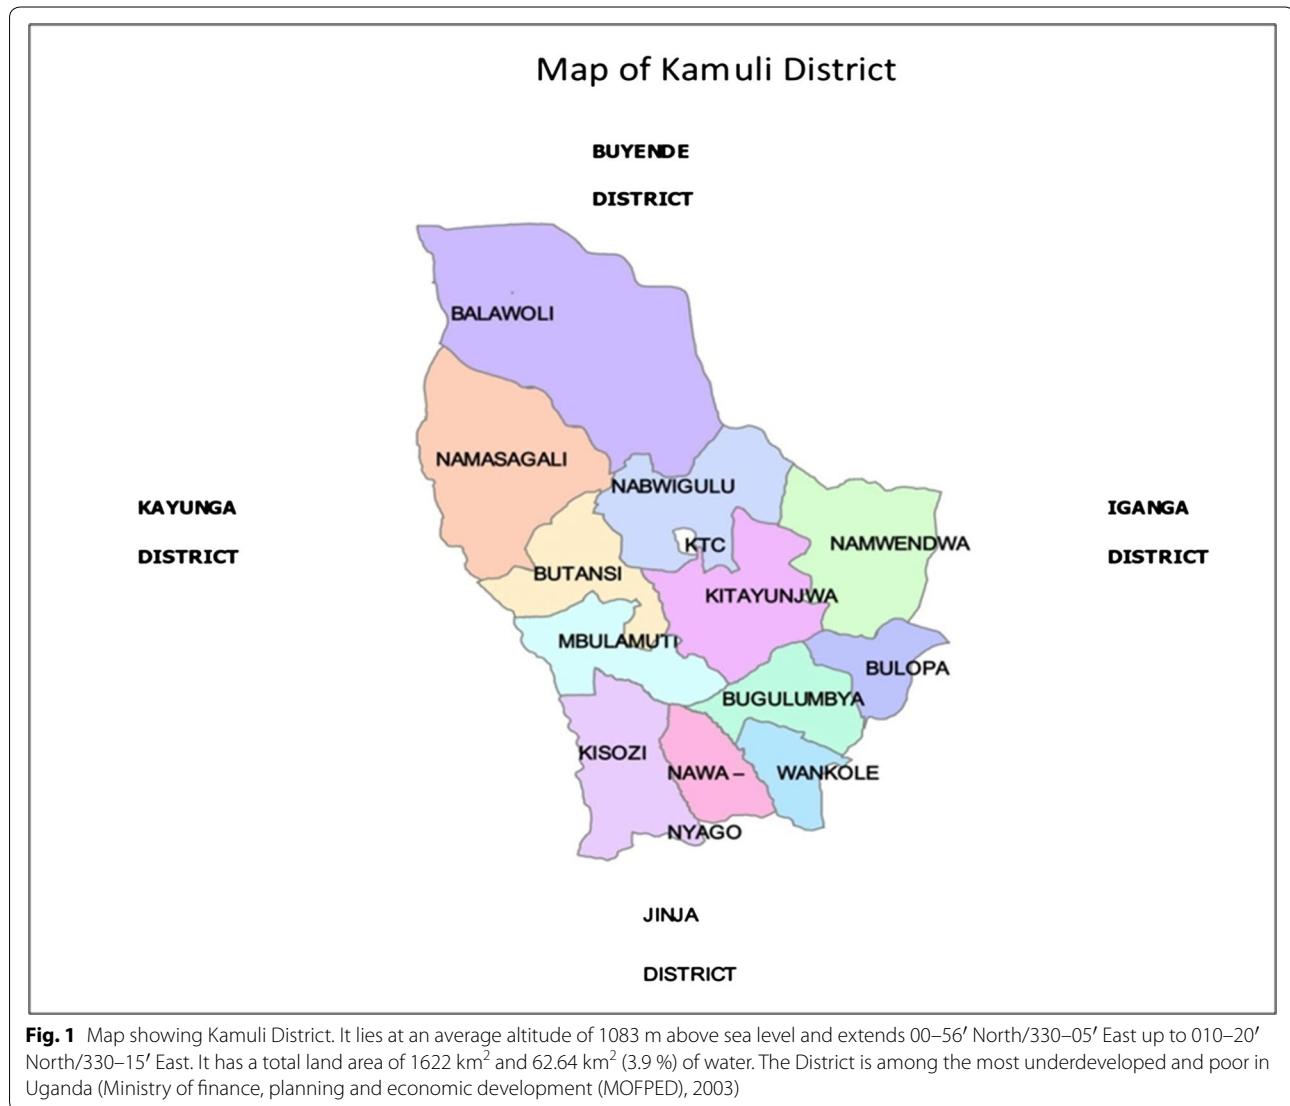 Map of Kamuli District
BUYENDE
DISTRICT
BALAWOLI
NAMASAGALI
NABWIGULU
KAYUNGA
DISTRICT
IGANGA
DISTRICT
KTC
NAMWENDWA
BUTANSI
KITAYUNJWA
MBULAMUTI
BULOPA
BUGULUMBYA
KISOZI
NAWA –
WANKOLE
NYAGO
JINJA
DISTRICT
Fig. 1 Map showing Kamuli District. It lies at an average altitude of 1083 m above sea level and extends 00–56′ North/330–05′ East up to 010–20′
North/330–15′ East. It has a total land area of 1622 km² and 62.64 km² (3.9 %) of water. The District is among the most underdeveloped and poor in
Uganda (Ministry of finance, planning and economic development (MOFPED), 2003)